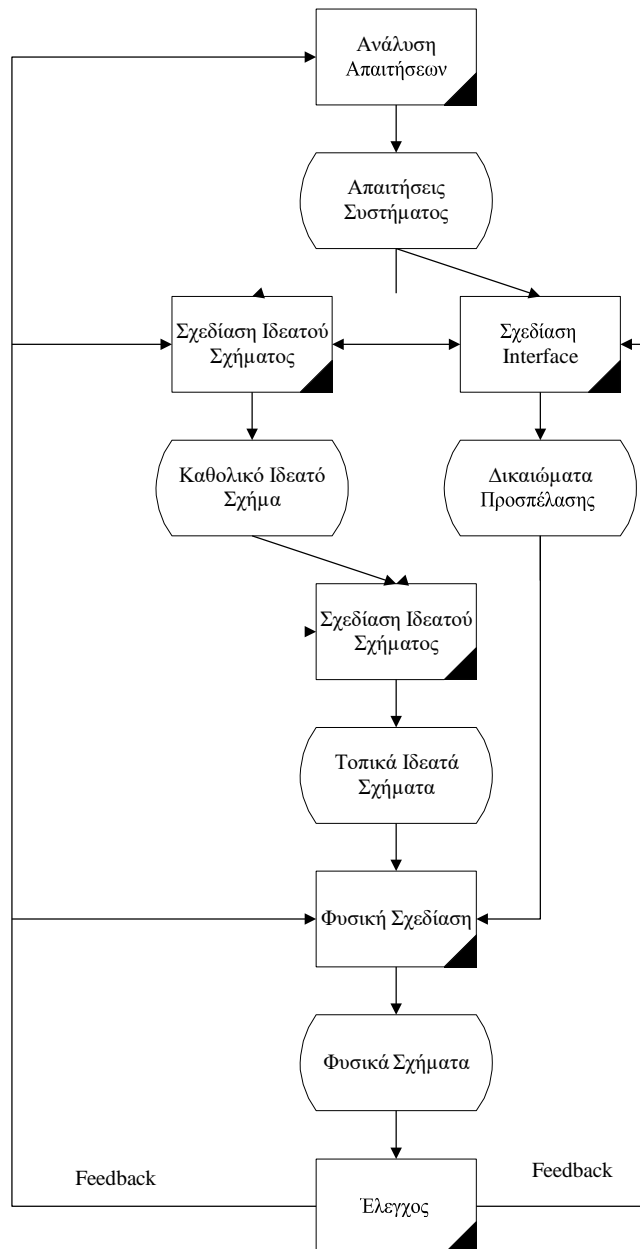 Ανάλυση
Απαιτήσεων
Απαιτήσεις
Συστήματος
Σχεδίαση Ιδεατού
Σχήματος
Σχεδίαση
Interface
Καθολικό Ιδεατό
Σχήμα
Δικαιώματα
Προσπέλασης
Σχεδίαση Ιδεατού
Σχήματος
Τοπικά Ιδεατά
Σχήματα
Φυσική Σχεδίαση
Φυσικά Σχήματα
Feedback
Feedback
Έλεγχος